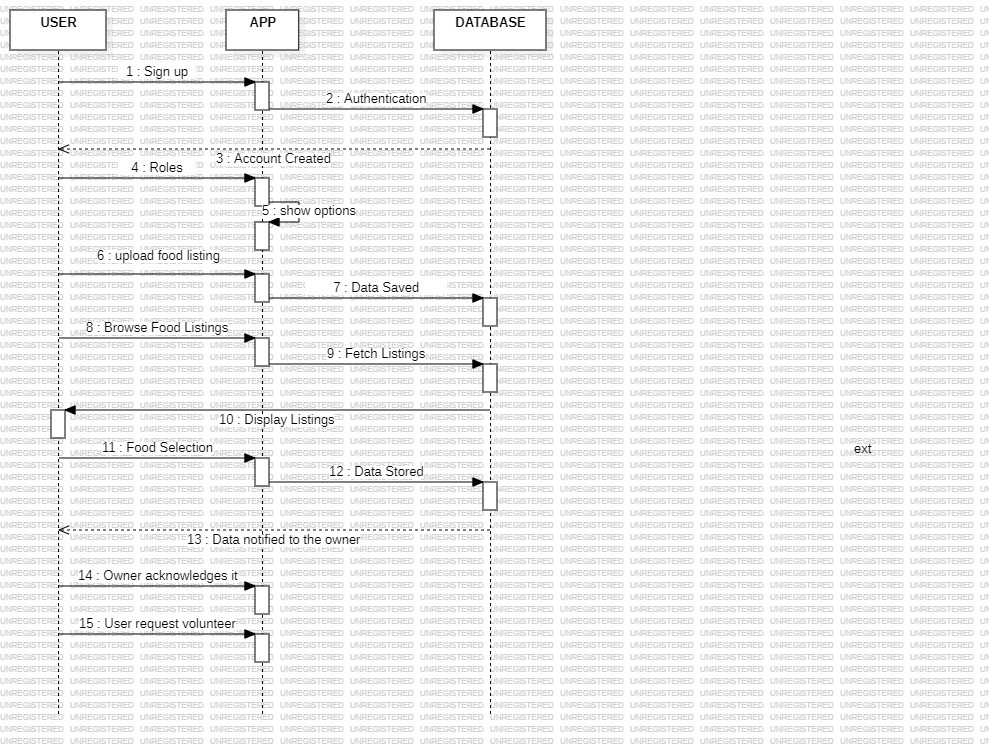 USER
APP
DATABASE
1 : Sign up
2 : Authentication
3 : Account Created
4 : Roles
5 : show options
6 : upload food listing
7 : Data Saved
8 : Browse Food Listings
9 : Fetch Listings
10 : Display Listings
11 : Food Selection
ext
12 : Data Stored
13 : Data notified to the owner
14 : Owner acknowledges it
15 : User request volunteer
UNREGISTERED